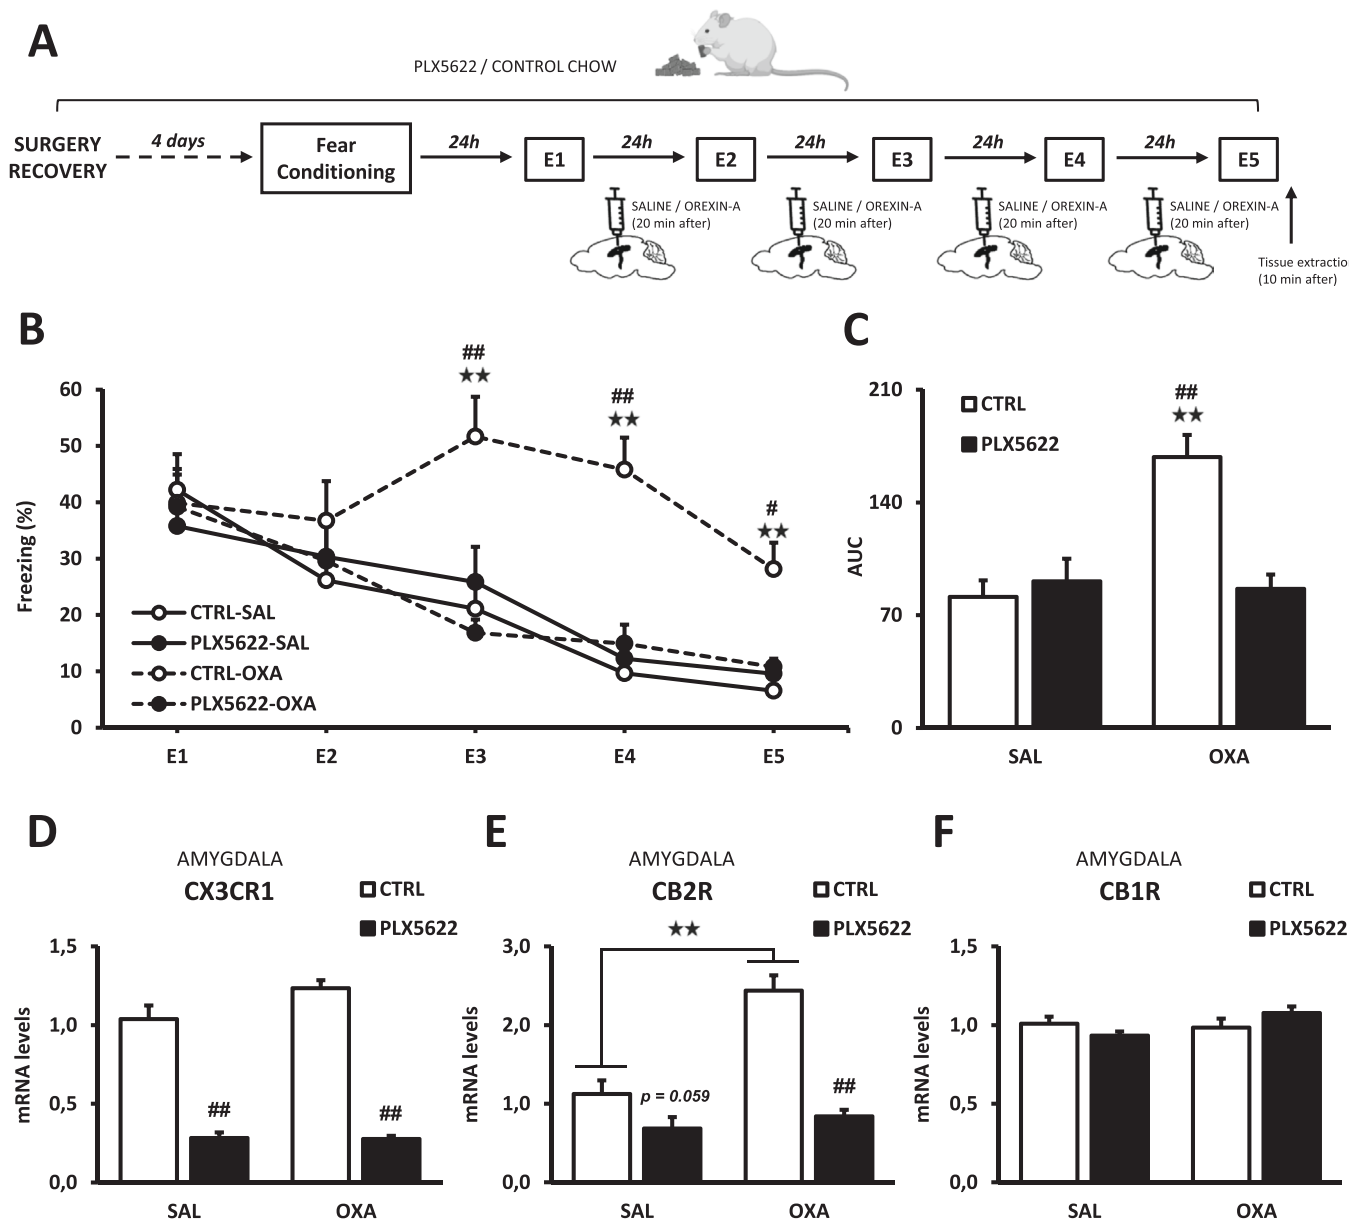 A
PLX5622 / CONTROL CHOW
SURGERY
RECOVERY
4 days
Fear
Conditioning
24h
E1
24h
E2
24h
E3
24h
E4
24h
E5
SALINE / OREXIN-A
(20 min after)
SALINE / OREXIN-A
(20 min after)
SALINE / OREXIN-A
(20 min after)
SALINE / OREXIN-A
(20 min after)
Tissue extractio
(10 min after)
B
##
★★
##
★★
#
★★
60
50
40
30
20
10
0
Freezing (%)
CTRL-SAL
PLX5622-SAL
CTRL-OXA
PLX5622-OXA
E1
E2
E3
E4
E5
C
210
140
70
0
AUC
CTRL
PLX5622
##
★★
SAL
OXA
D
AMYGDALA
CX3CR1
CTRL
PLX5622
1,5
1,0
0,5
0,0
mRNA levels
##
##
SAL
OXA
E
AMYGDALA
CB2R
CTRL
PLX5622
★★
3,0
2,0
1,0
0,0
mRNA levels
p = 0.059
##
SAL
OXA
F
AMYGDALA
CB1R
CTRL
PLX5622
1,5
1,0
0,5
0,0
mRNA levels
SAL
OXA